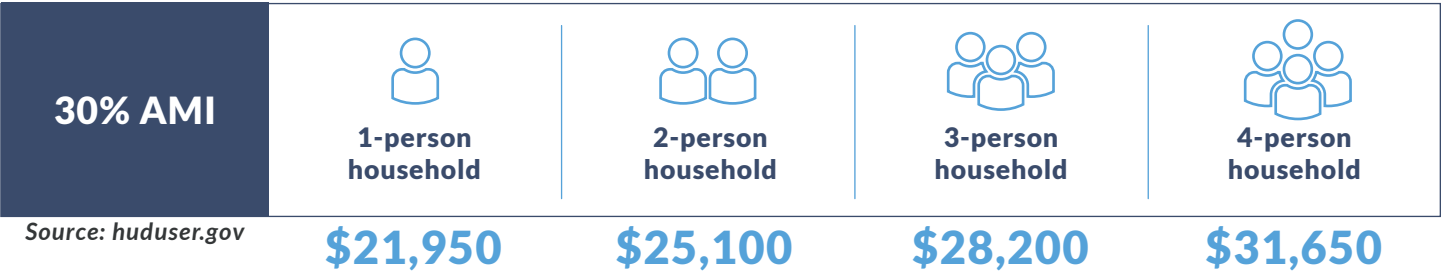 30% AMI
1-person
household
2-person
household
3-person
household
4-person
household
Source: huduser.gov
$21,950
$25,100
$28,200
$31,650